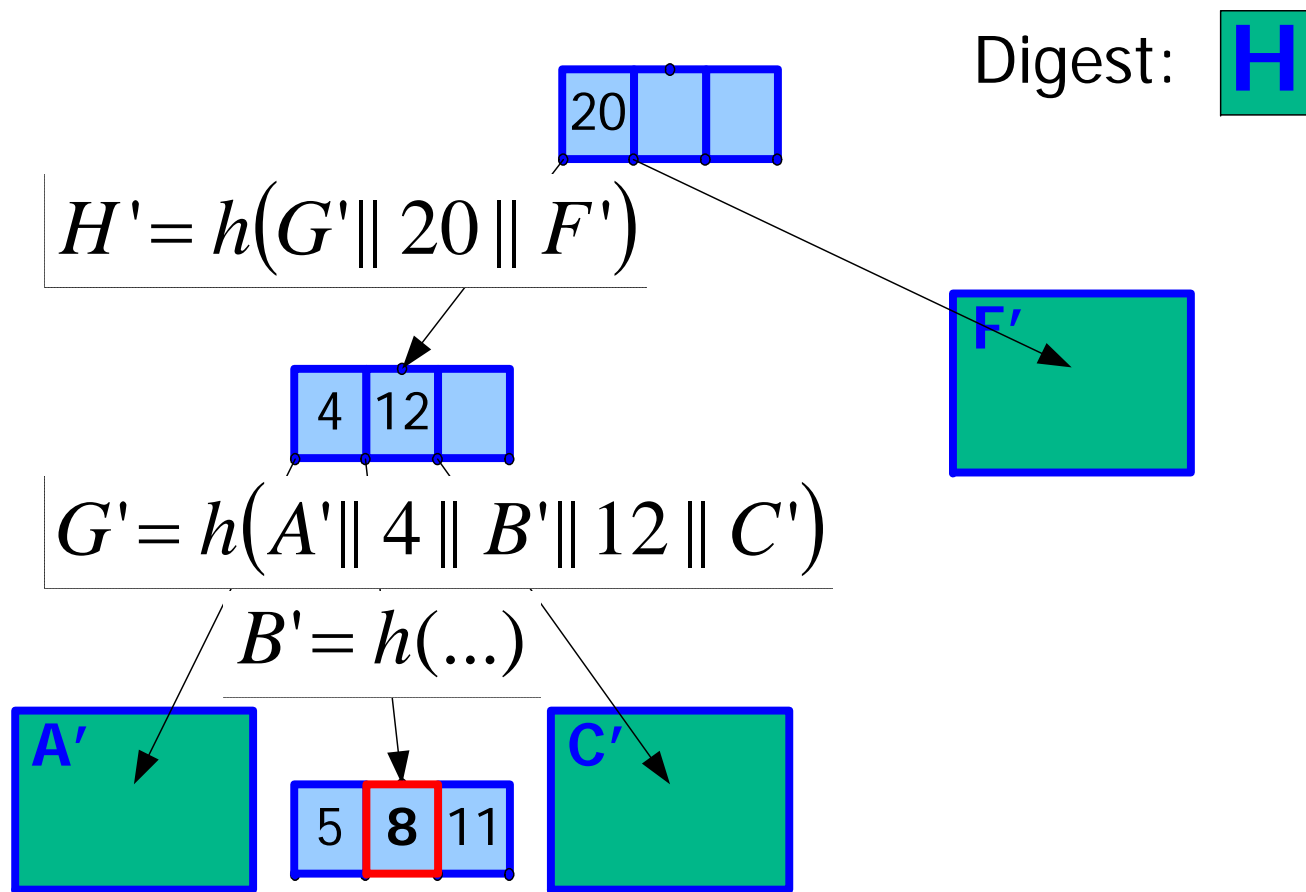 Digest: H
20
H'= h(G'|| 20 || F')
F'
4 12
G'= h(A'|| 4 || B'|| 12 || C')
B'= h(...)
A'
C'
5 8 11